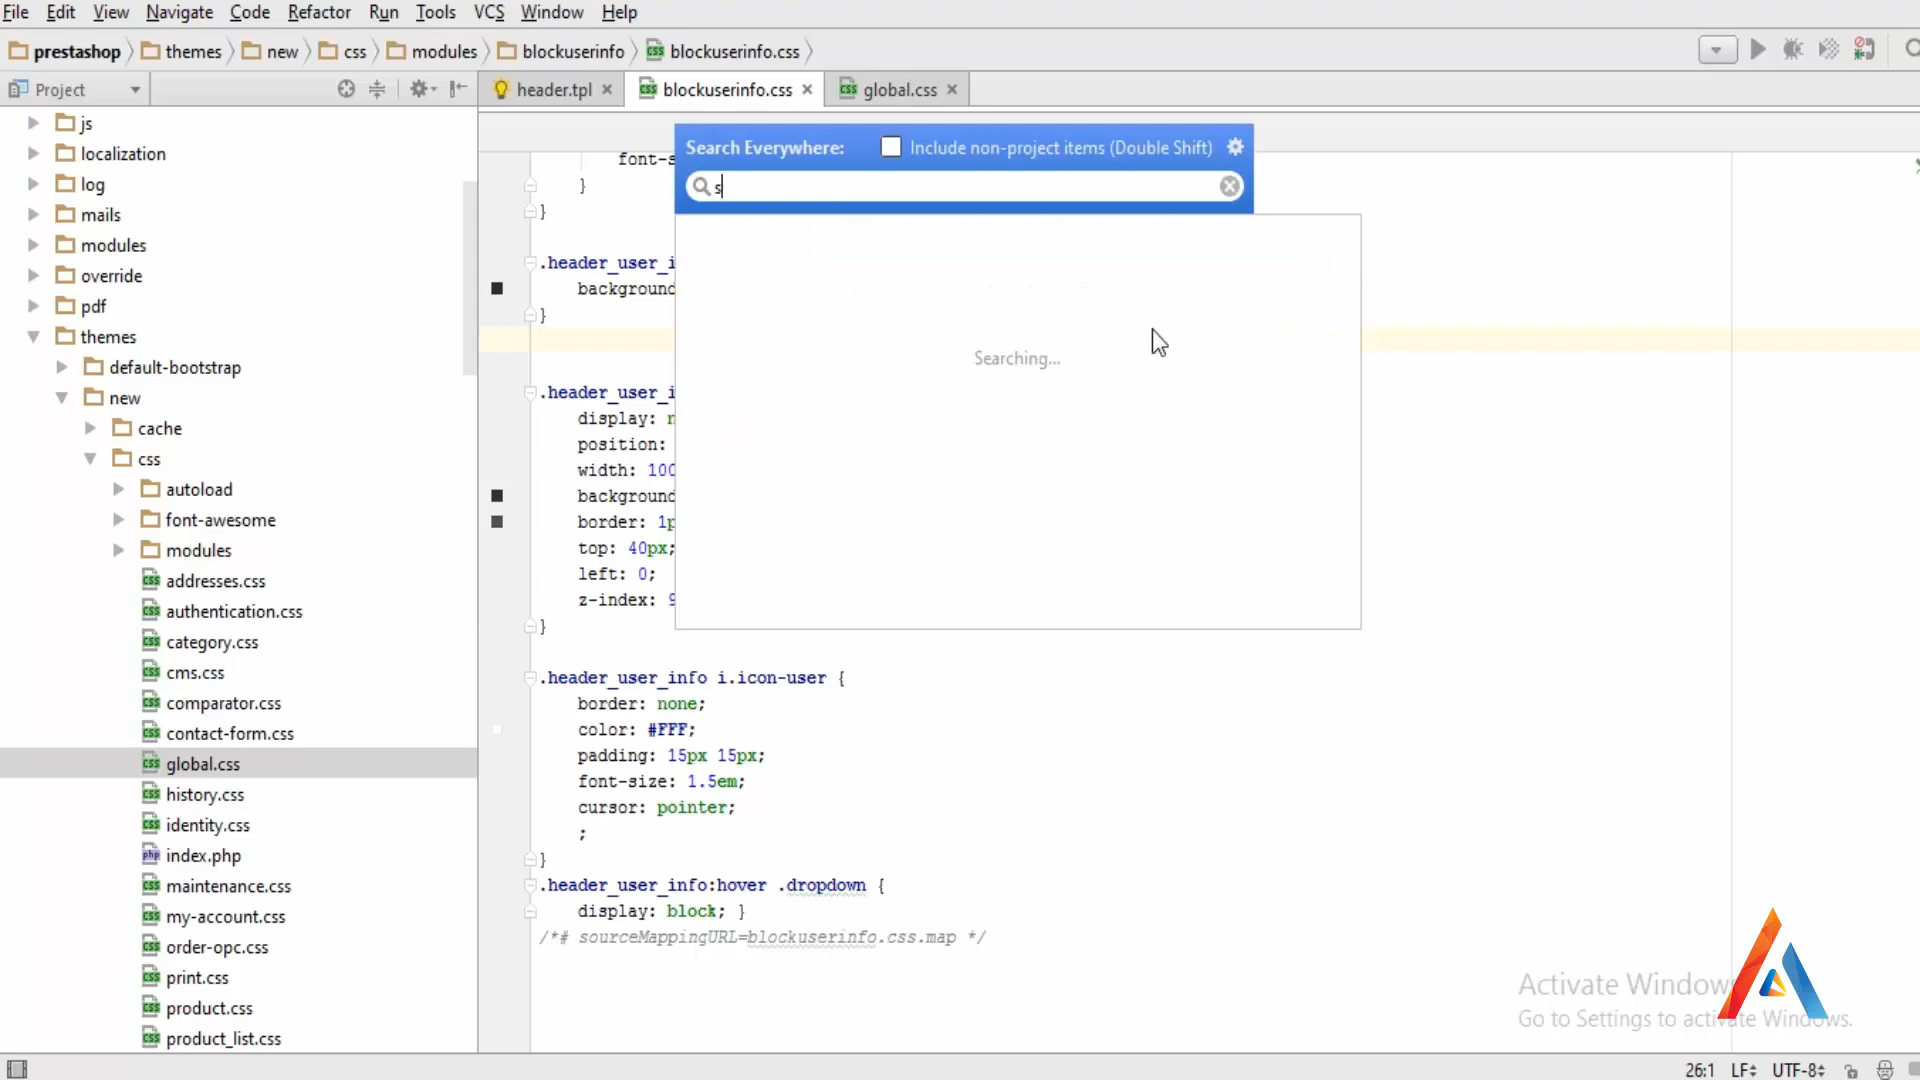 File Edit View Navigate Code Refactor Run Tools VCS Window Help
prestashop themes new css modules blockuserinfo blockuserinfo.css
Project
header.tpl blockuserinfo.css global.css
Search Everywhere: Include non-project items (Double Shift)
s
Searching...
js
localization
log
mails
modules
override
pdf
themes
default-bootstrap
new
cache
css
autoload
font-awesome
modules
addresses.css
authentication.css
category.css
cms.css
comparator.css
contact-form.css
global.css
history.css
identity.css
index.php
maintenance.css
my-account.css
order-opc.css
print.css
product.css
product_list.css
font-s
}
}
.header_user_i
background
}
.header_user_i
display: n
position:
width: 100
background
border: 1p
top: 40px;
left: 0;
z-index: 9
}
.header_user_info i.icon-user {
border: none;
color: #FFF;
padding: 15px 15px;
font-size: 1.5em;
cursor: pointer;
;
}
.header_user_info:hover .dropdown {
display: block; }
/*# sourceMappingURL=blockuserinfo.css.map */
Activate Windows
Go to Settings to activate Windows.
26:1 LF UTF-8